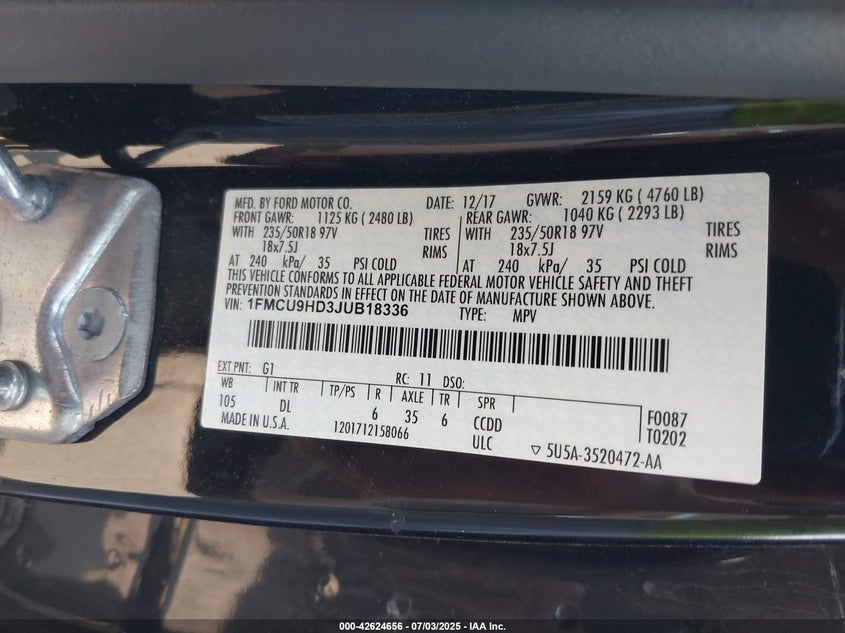 MFD. BY FORD MOTOR CO. DATE: 12/17 GVWR: 2159 KG ( 4760 LB)
FRONT GAWR: 1125 KG ( 2480 LB) REAR GAWR: 1040 KG ( 2293 LB)
WITH 235/50R18 97V TIRES WITH 235/50R18 97V TIRES
18x7.5J RIMS 18x7.5J RIMS
AT 240 kPa/ 35 PSI COLD AT 240 kPa/ 35 PSI COLD
THIS VEHICLE CONFORMS TO ALL APPLICABLE FEDERAL MOTOR VEHICLE SAFETY AND THEFT
PREVENTION STANDARDS IN EFFECT ON THE DATE OF MANUFACTURE SHOWN ABOVE.
VIN: 1FMCU9HD3JUB18336 TYPE: MPV
EXT PNT: G1 RC: 11 DSO:
WB INT TR TP/PS R AXLE TR SPR
105 DL 6 35 6 CCDD F0087
MADE IN U.S.A. 1201712158066 ULC T0202
▽ 5U5A-3520472-AA
000-42624656 | 07/03/2025 - IAA Inc.